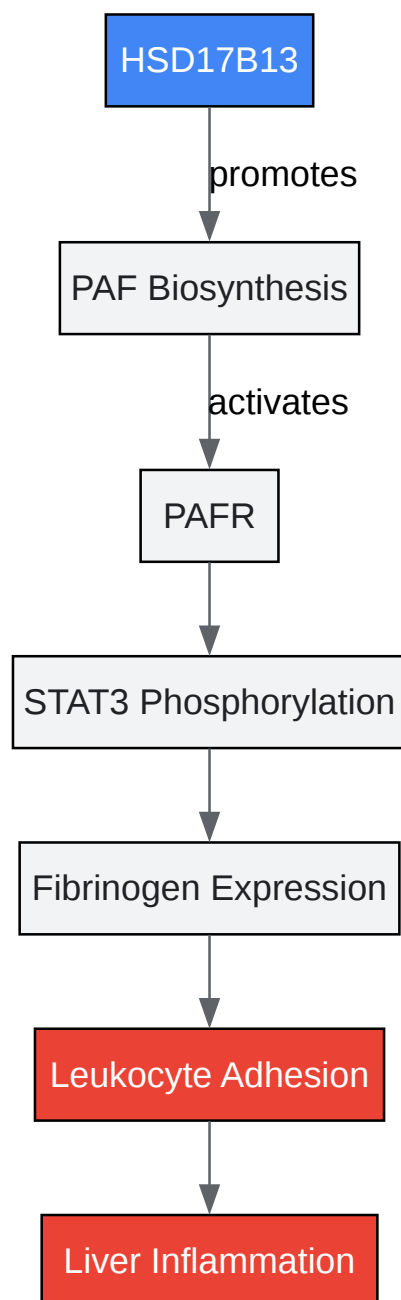 HSD17B13
promotes
PAF Biosynthesis
activates
PAFR
STAT3 Phosphorylation
Fibrinogen Expression
Leukocyte Adhesion
Liver Inflammation